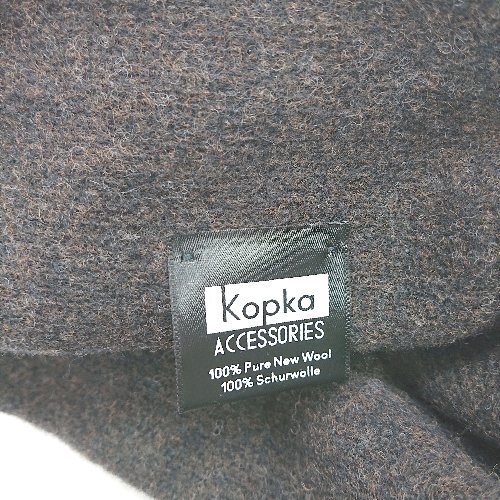 Kopka
ACCESSORIES
100% Pure New Wool
100% Schurwolle